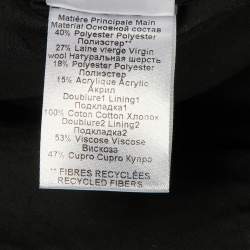 Matière Principale Main
Material Основной состав
40% Polyester Polyester
Полиэстер**
27% Laine vierge Virgin
wool Натуральная шерсть
18% Polyester Polyester
Полиэстер
15% Acrylique Acrylic
Акрил
Doublure1 Lining1
Подкладка1
100% Coton Cotton Хлопок
Doublure2 Lining2
Подкладка2
53% Viscose Viscose
Вискоза
47% Cupro Cupro Купро
** FIBRES RECYCLÉES
RECYCLED FIBERS